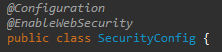 @Configuration
@EnableWebSecurity
public class SecurityConfig {